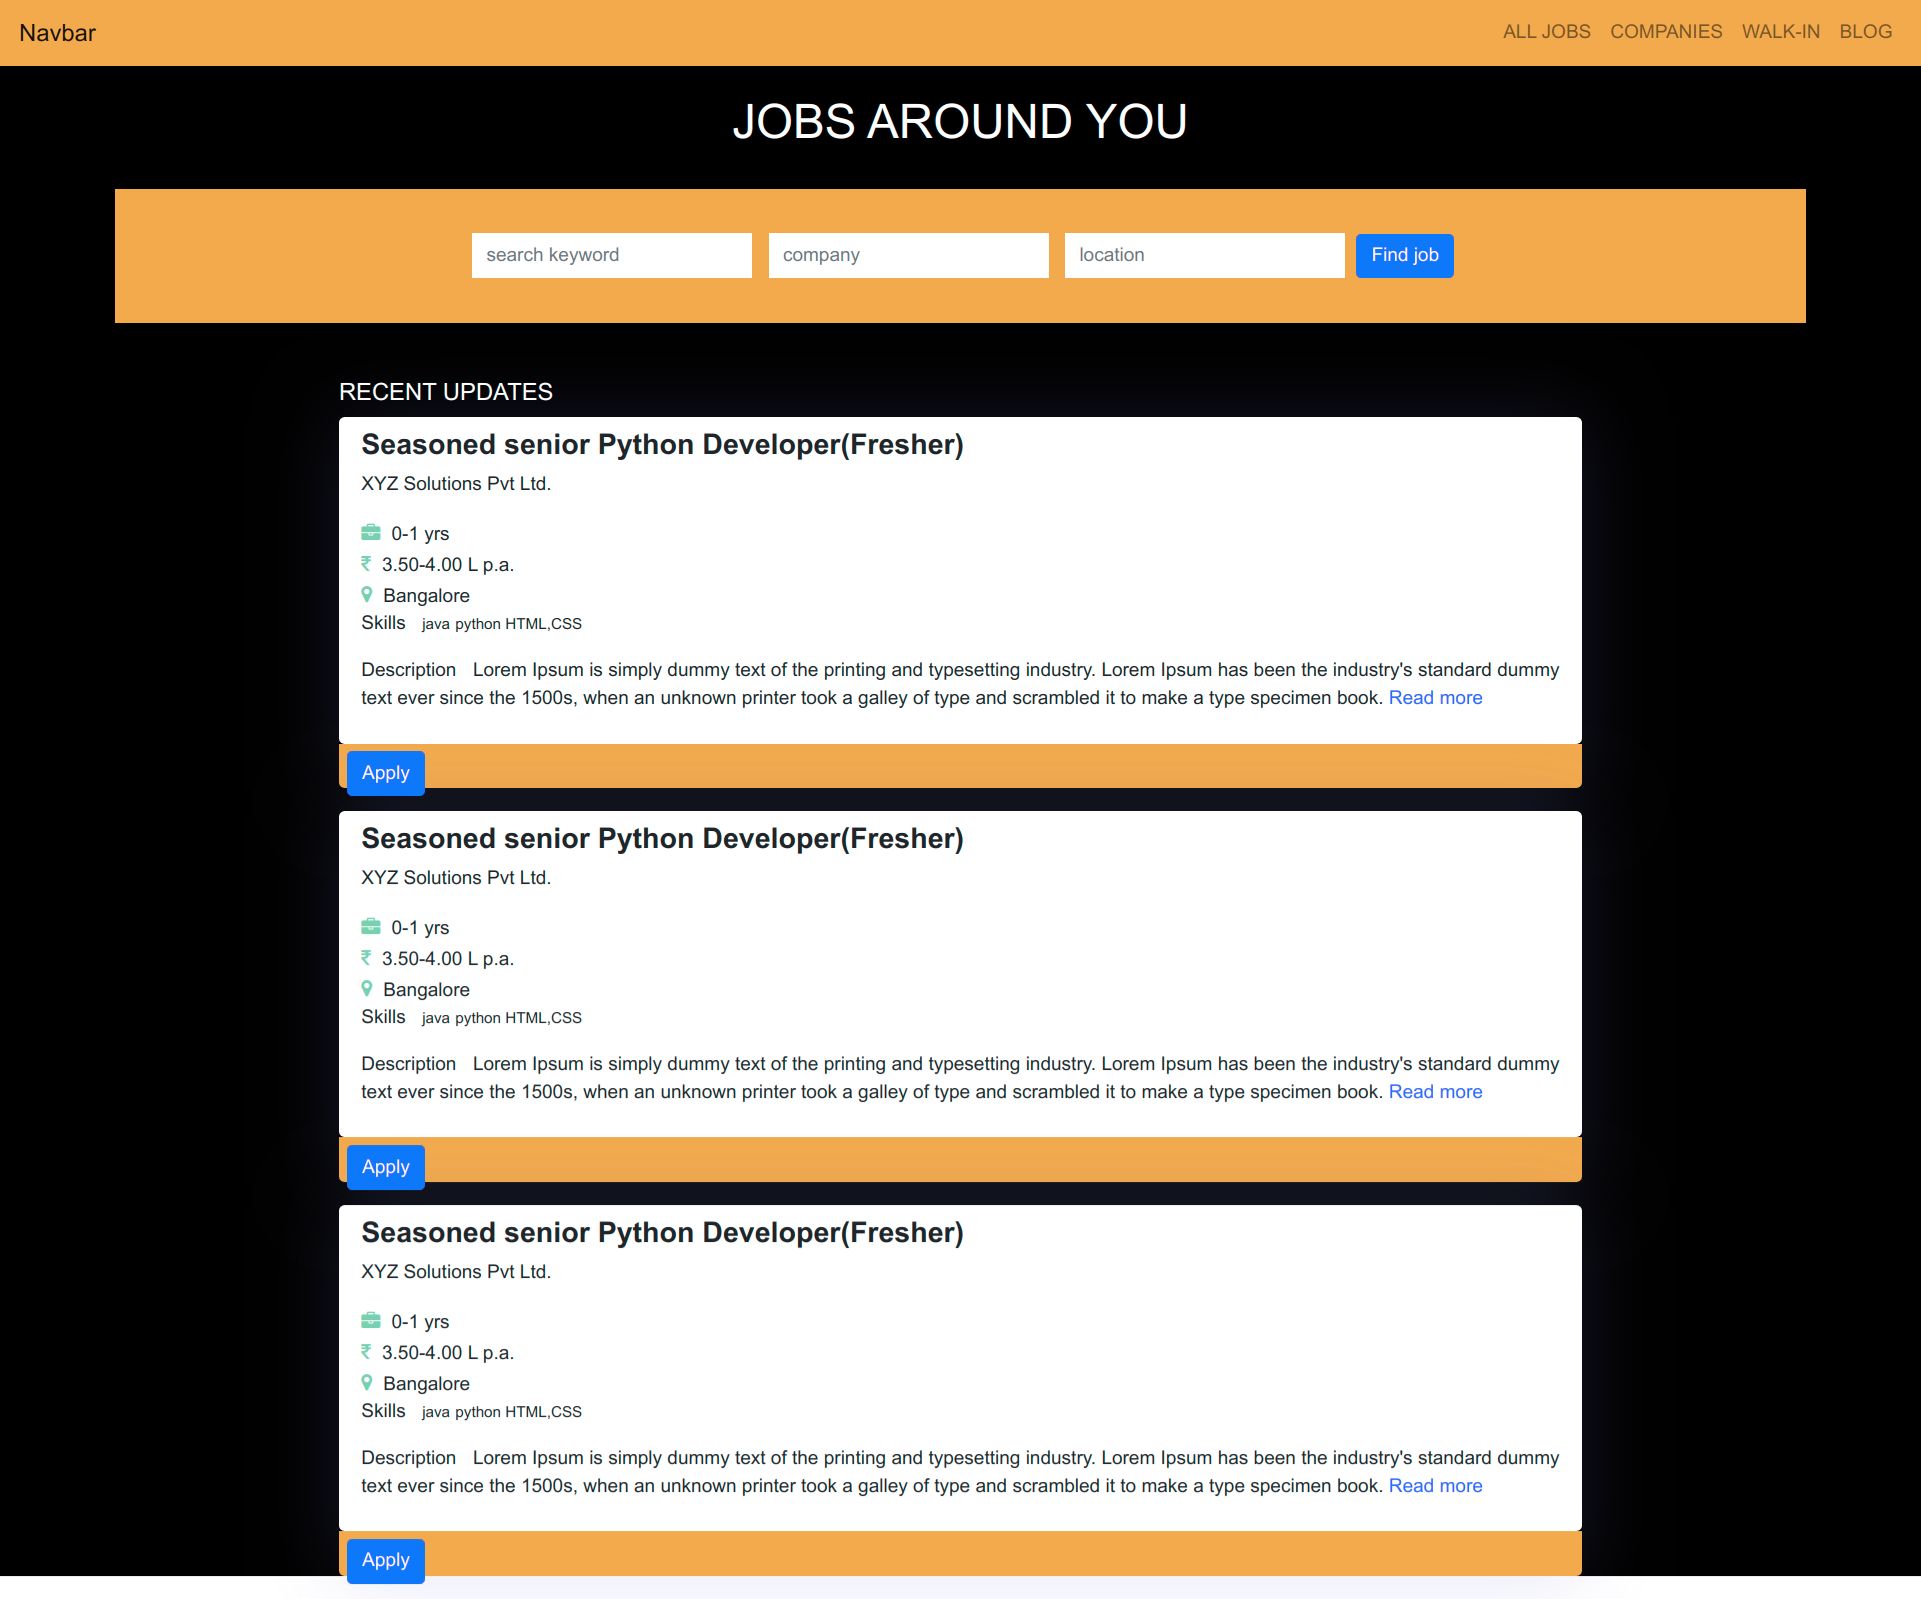 Navbar
ALL JOBS COMPANIES WALK-IN BLOG
JOBS AROUND YOU
search keyword company location Find job
RECENT UPDATES
Seasoned senior Python Developer(Fresher)
XYZ Solutions Pvt Ltd.
0-1 yrs
₹ 3.50-4.00 L p.a.
Bangalore
Skills java python HTML,CSS
Description Lorem Ipsum is simply dummy text of the printing and typesetting industry. Lorem Ipsum has been the industry's standard dummy
text ever since the 1500s, when an unknown printer took a galley of type and scrambled it to make a type specimen book. Read more
Apply
Seasoned senior Python Developer(Fresher)
XYZ Solutions Pvt Ltd.
0-1 yrs
₹ 3.50-4.00 L p.a.
Bangalore
Skills java python HTML,CSS
Description Lorem Ipsum is simply dummy text of the printing and typesetting industry. Lorem Ipsum has been the industry's standard dummy
text ever since the 1500s, when an unknown printer took a galley of type and scrambled it to make a type specimen book. Read more
Apply
Seasoned senior Python Developer(Fresher)
XYZ Solutions Pvt Ltd.
0-1 yrs
₹ 3.50-4.00 L p.a.
Bangalore
Skills java python HTML,CSS
Description Lorem Ipsum is simply dummy text of the printing and typesetting industry. Lorem Ipsum has been the industry's standard dummy
text ever since the 1500s, when an unknown printer took a galley of type and scrambled it to make a type specimen book. Read more
Apply